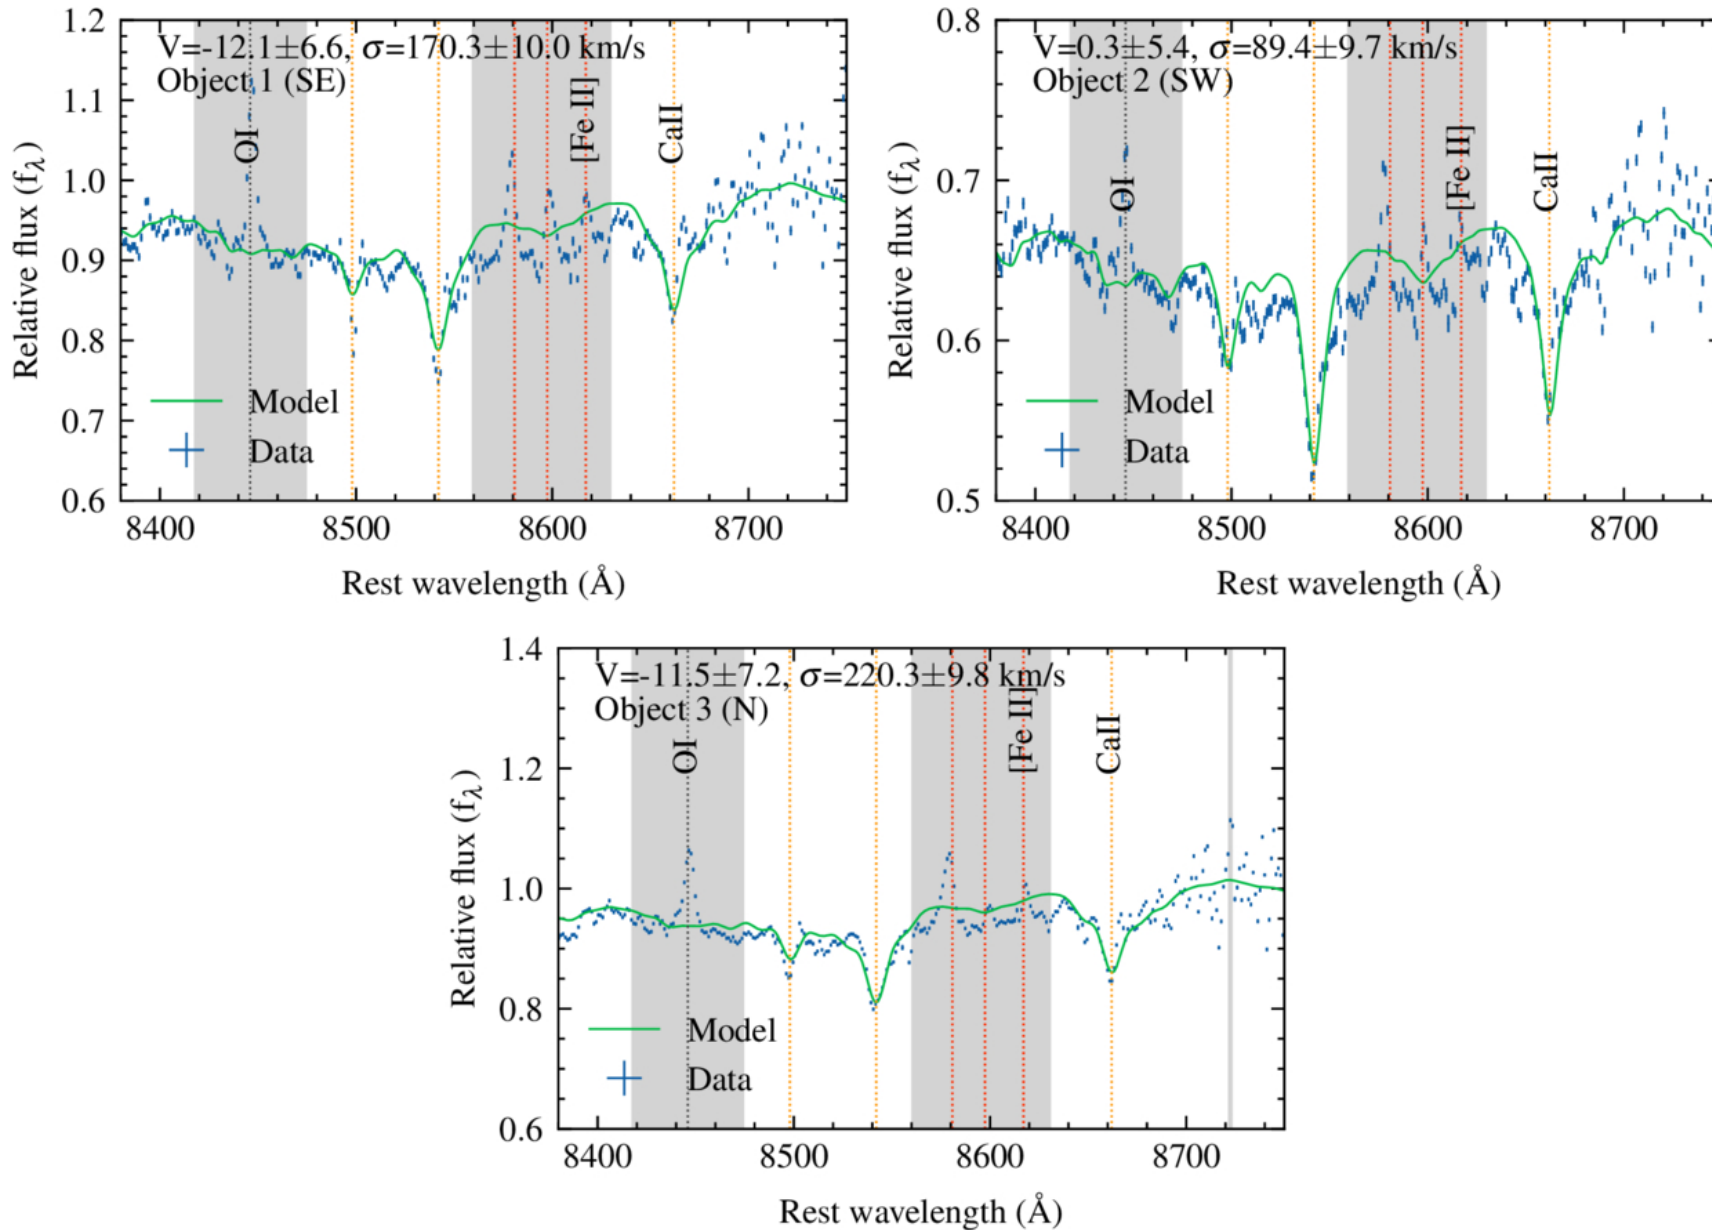 1.2
1.1
1.0
0.9
0.8
0.7
0.6
V=-12.1±6.6, σ=170.3±10.0 km/s
Object 1 (SE)
OI
[Fe II]
CaII
Model
Data
8400 8500 8600 8700
Rest wavelength (Å)
Relative flux (fλ)
0.8
0.7
0.6
0.5
V=0.3±5.4, σ=89.4±9.7 km/s
Object 2 (SW)
OI
[Fe II]
CaII
Model
Data
8400 8500 8600 8700
Rest wavelength (Å)
Relative flux (fλ)
1.4
1.2
1.0
0.8
0.6
V=-11.5±7.2, σ=220.3±9.8 km/s
Object 3 (N)
OI
[Fe II]
CaII
Model
Data
8400 8500 8600 8700
Rest wavelength (Å)
Relative flux (fλ)